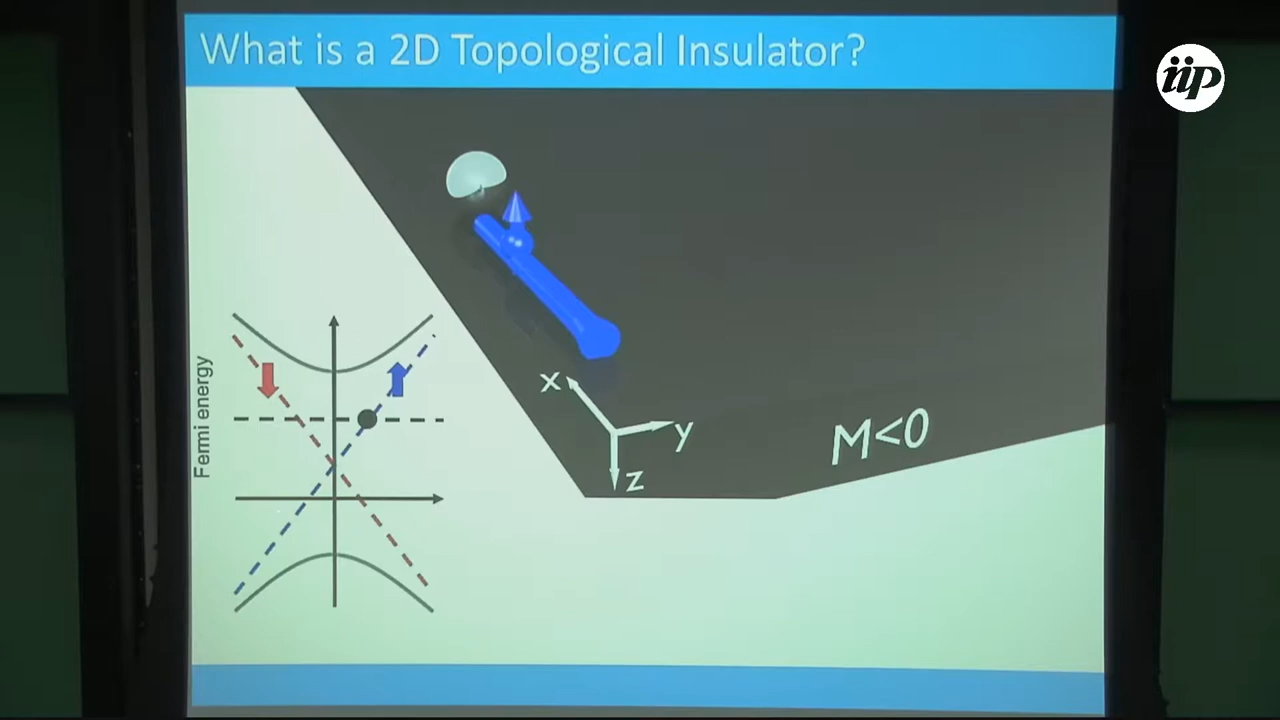 What is a 2D Topological Insulator?
iip
Fermi energy
x
y
z
M<0